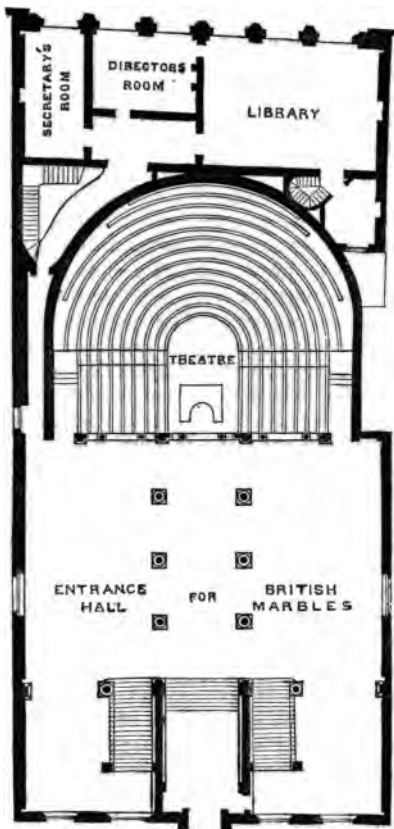 SECRETARY'S
ROOM
DIRECTORS
ROOM
LIBRARY
THEATRE
ENTRANCE
HALL
FOR
BRITISH
MARBLES